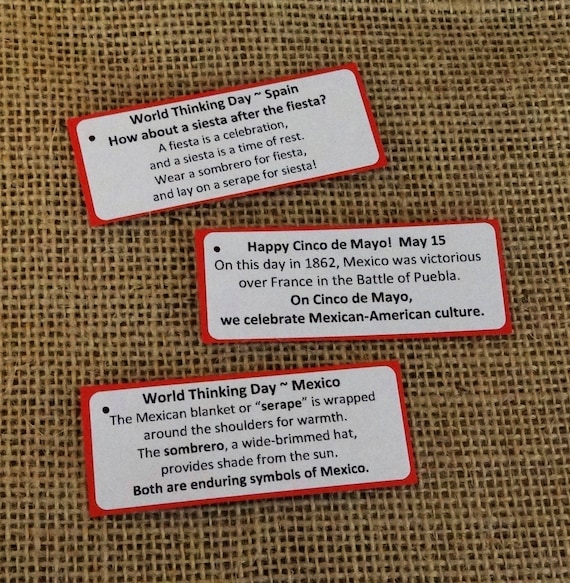 World Thinking Day ~ Spain
How about a siesta after the fiesta?
A fiesta is a celebration,
and a siesta is a time of rest.
Wear a sombrero for fiesta,
and lay on a serape for siesta!
Happy Cinco de Mayo!  May 15
On this day in 1862, Mexico was victorious
over France in the Battle of Puebla.
On Cinco de Mayo,
we celebrate Mexican-American culture.
World Thinking Day ~ Mexico
The Mexican blanket or “serape” is wrapped
around the shoulders for warmth.
The sombrero, a wide-brimmed hat,
provides shade from the sun.
Both are enduring symbols of Mexico.